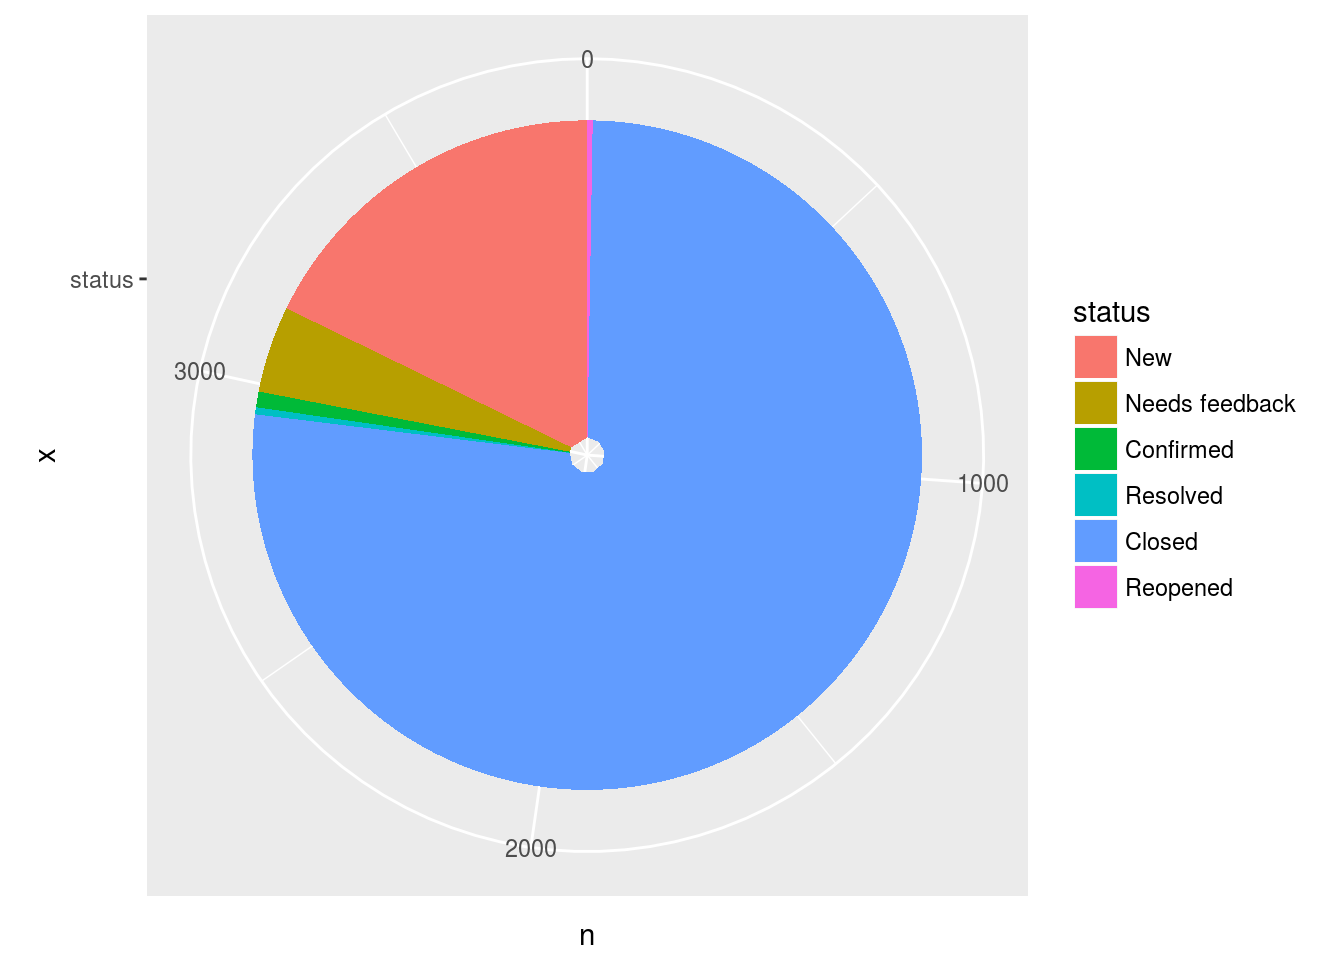 0
status
3000
x
1000
2000
n
status
New
Needs feedback
Confirmed
Resolved
Closed
Reopened